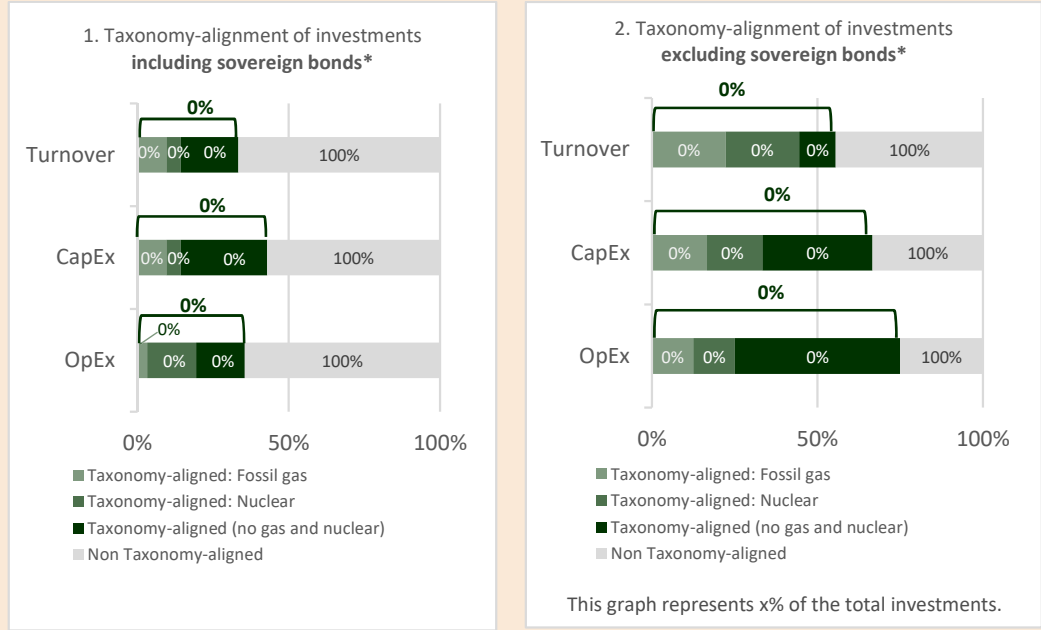 1. Taxonomy-alignment of investments
including sovereign bonds*
0%
Turnover
0% 0% 0% 100%
0%
CapEx
0% 0% 0% 100%
0%
0%
OpEx
0% 0% 100%
0% 50% 100%
Taxonomy-aligned: Fossil gas
Taxonomy-aligned: Nuclear
Taxonomy-aligned (no gas and nuclear)
Non Taxonomy-aligned
2. Taxonomy-alignment of investments
excluding sovereign bonds*
0%
Turnover
0% 0% 0% 100%
0%
CapEx
0% 0% 0% 100%
0%
OpEx
0% 0% 0% 100%
0% 50% 100%
Taxonomy-aligned: Fossil gas
Taxonomy-aligned: Nuclear
Taxonomy-aligned (no gas and nuclear)
Non Taxonomy-aligned
This graph represents x% of the total investments.